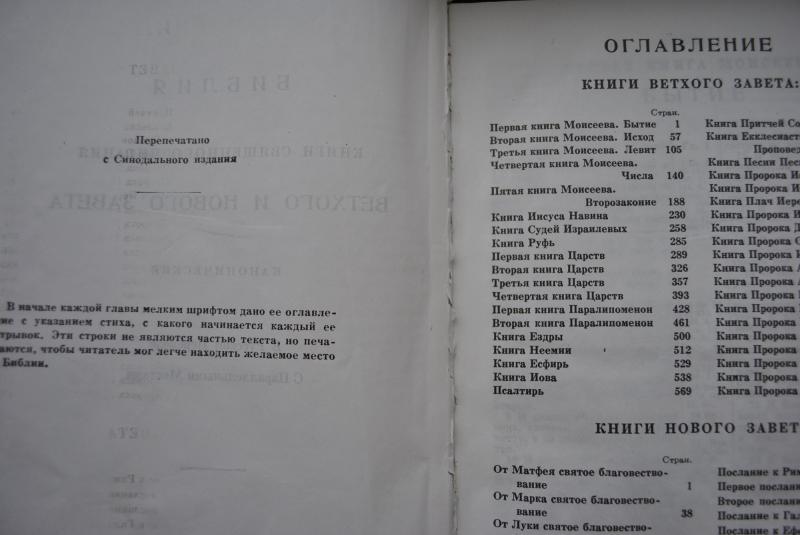 Перепечатано
с Синодального издания
В начале каждой главы мелким шрифтом дано ее оглавле-
с указанием стиха, с какого начинается каждый ее
Эти строки не являются частью текста, но печа-
чтобы читатель мог легче находить желаемое место
Библии.
ОГЛАВЛЕНИЕ
КНИГИ ВЕТХОГО ЗАВЕТА:
Стран.
Первая книга Моисеева. Бытие 1
Вторая книга Моисеева. Исход 57
Третья книга Моисеева. Левит 105
Четвертая книга Моисеева.
Числа 140
Пятая книга Моисеева.
Второзаконие 188
Книга Иисуса Навина 230
Книга Судей Израилевых 258
Книга Руфь 285
Первая книга Царств 289
Вторая книга Царств 326
Третья книга Царств 357
Четвертая книга Царств 393
Первая книга Паралипоменон 428
Вторая книга Паралипоменон 461
Книга Ездры 500
Книга Неемии 512
Книга Есфирь 529
Книга Иова 538
Псалтирь 569
Книга Притчей Со
Книга Екклесиаст
Проповед
Книга Песни Песн
Книга Пророка Ис
Книга Пророка И
Книга Плач Иере
Книга Пророка И
Книга Пророка Д
Книга Пророка О
Книга Пророка И
Книга Пророка А
Книга Пророка
Книга Пророка
Книга Пророка
Книга Пророка
Книга Пророка
Книга Пророка
Книга Пророка
Книга Пророка
Книга Пророка
КНИГИ НОВОГО ЗАВЕТ
Стран.
От Матфея святое благовество-
вание 1
От Марка святое благовество-
вание 38
От Луки святое благовество-
Послание к Рим
Первое послани
Второе послани
Послание к Гал
Послание к Ефе